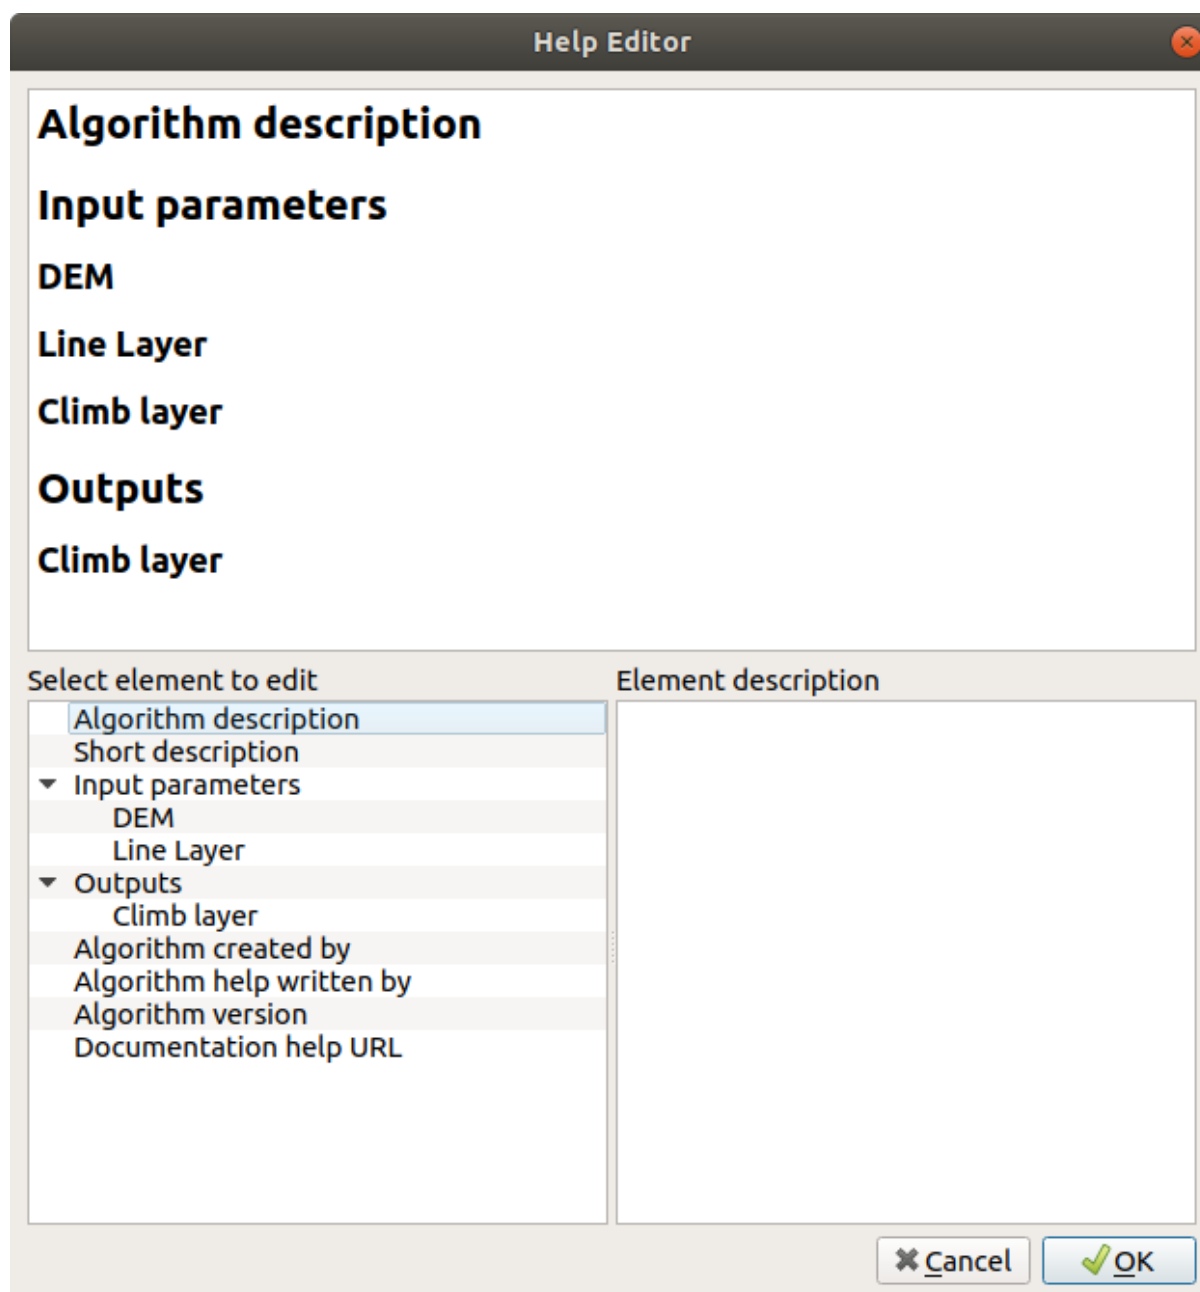 Help Editor
Algorithm description
Input parameters
DEM
Line Layer
Climb layer
Outputs
Climb layer
Select element to edit
Algorithm description
Short description
Input parameters
DEM
Line Layer
Outputs
Climb layer
Algorithm created by
Algorithm help written by
Algorithm version
Documentation help URL
Element description
Cancel
OK